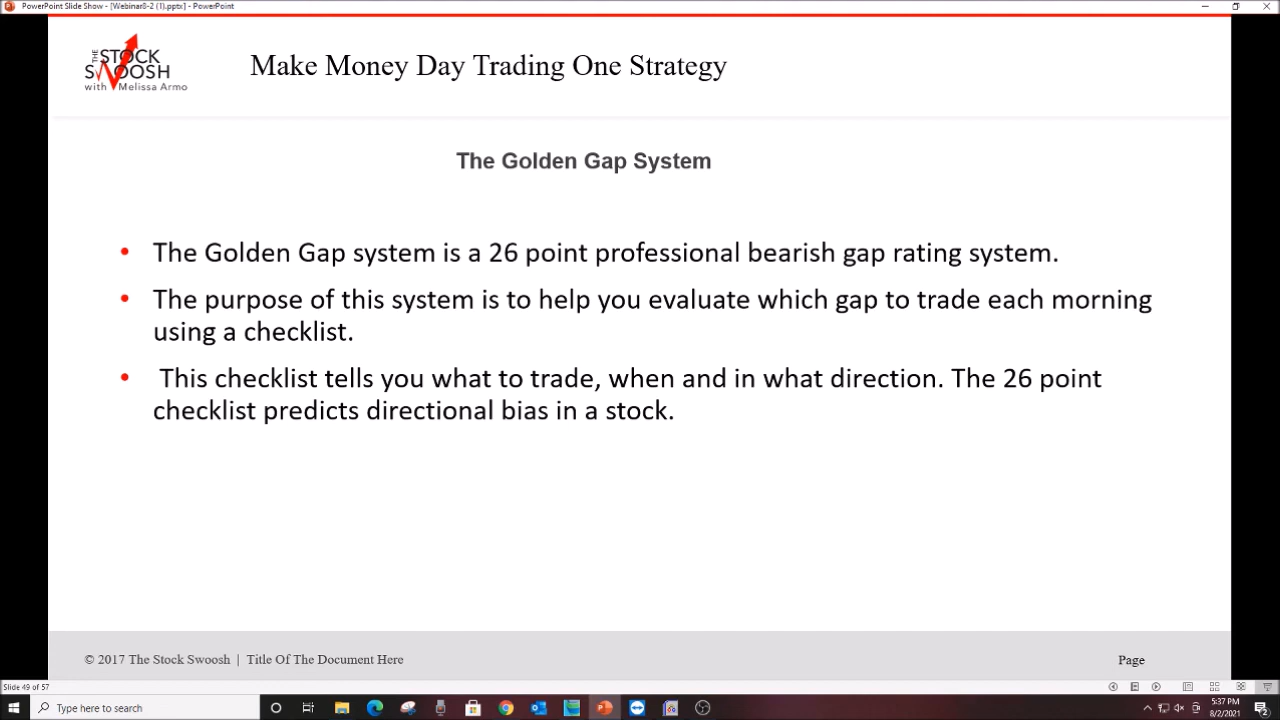 PowerPoint Slide Show - [Webinar8-2 (1).pptx] - PowerPoint
THE
STOCK
SWOOSH
with Melissa Armo
Make Money Day Trading One Strategy
The Golden Gap System
• The Golden Gap system is a 26 point professional bearish gap rating system.
• The purpose of this system is to help you evaluate which gap to trade each morning
using a checklist.
• This checklist tells you what to trade, when and in what direction. The 26 point
checklist predicts directional bias in a stock.
© 2017 The Stock Swoosh | Title Of The Document Here
Page
Slide 49 of 57
Type here to search
5:37 PM
8/2/2021
2